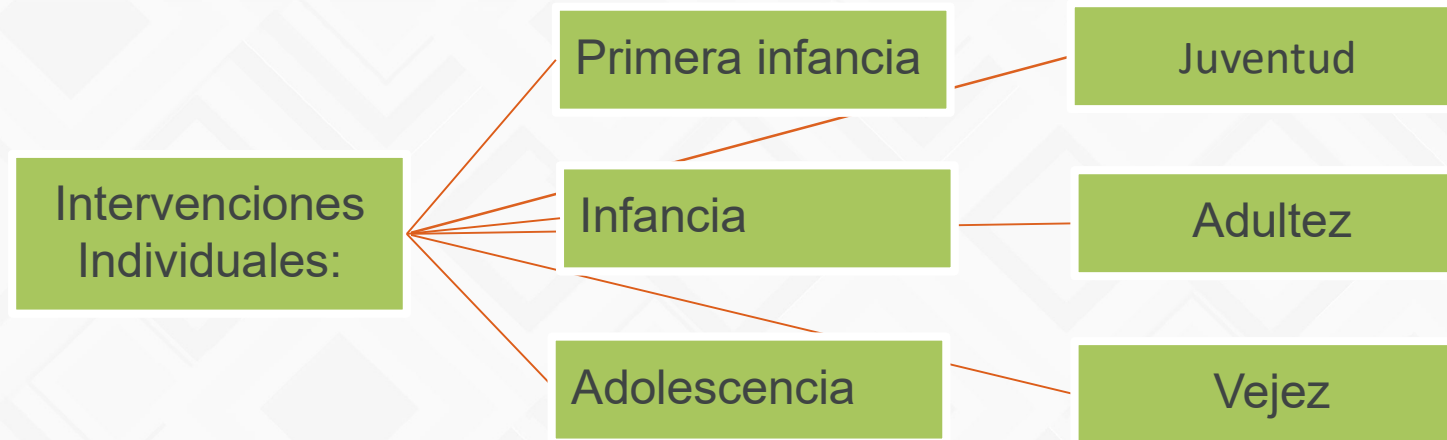 Intervenciones
Individuales:
Primera infancia
Infancia
Adolescencia
Juventud
Adultez
Vejez